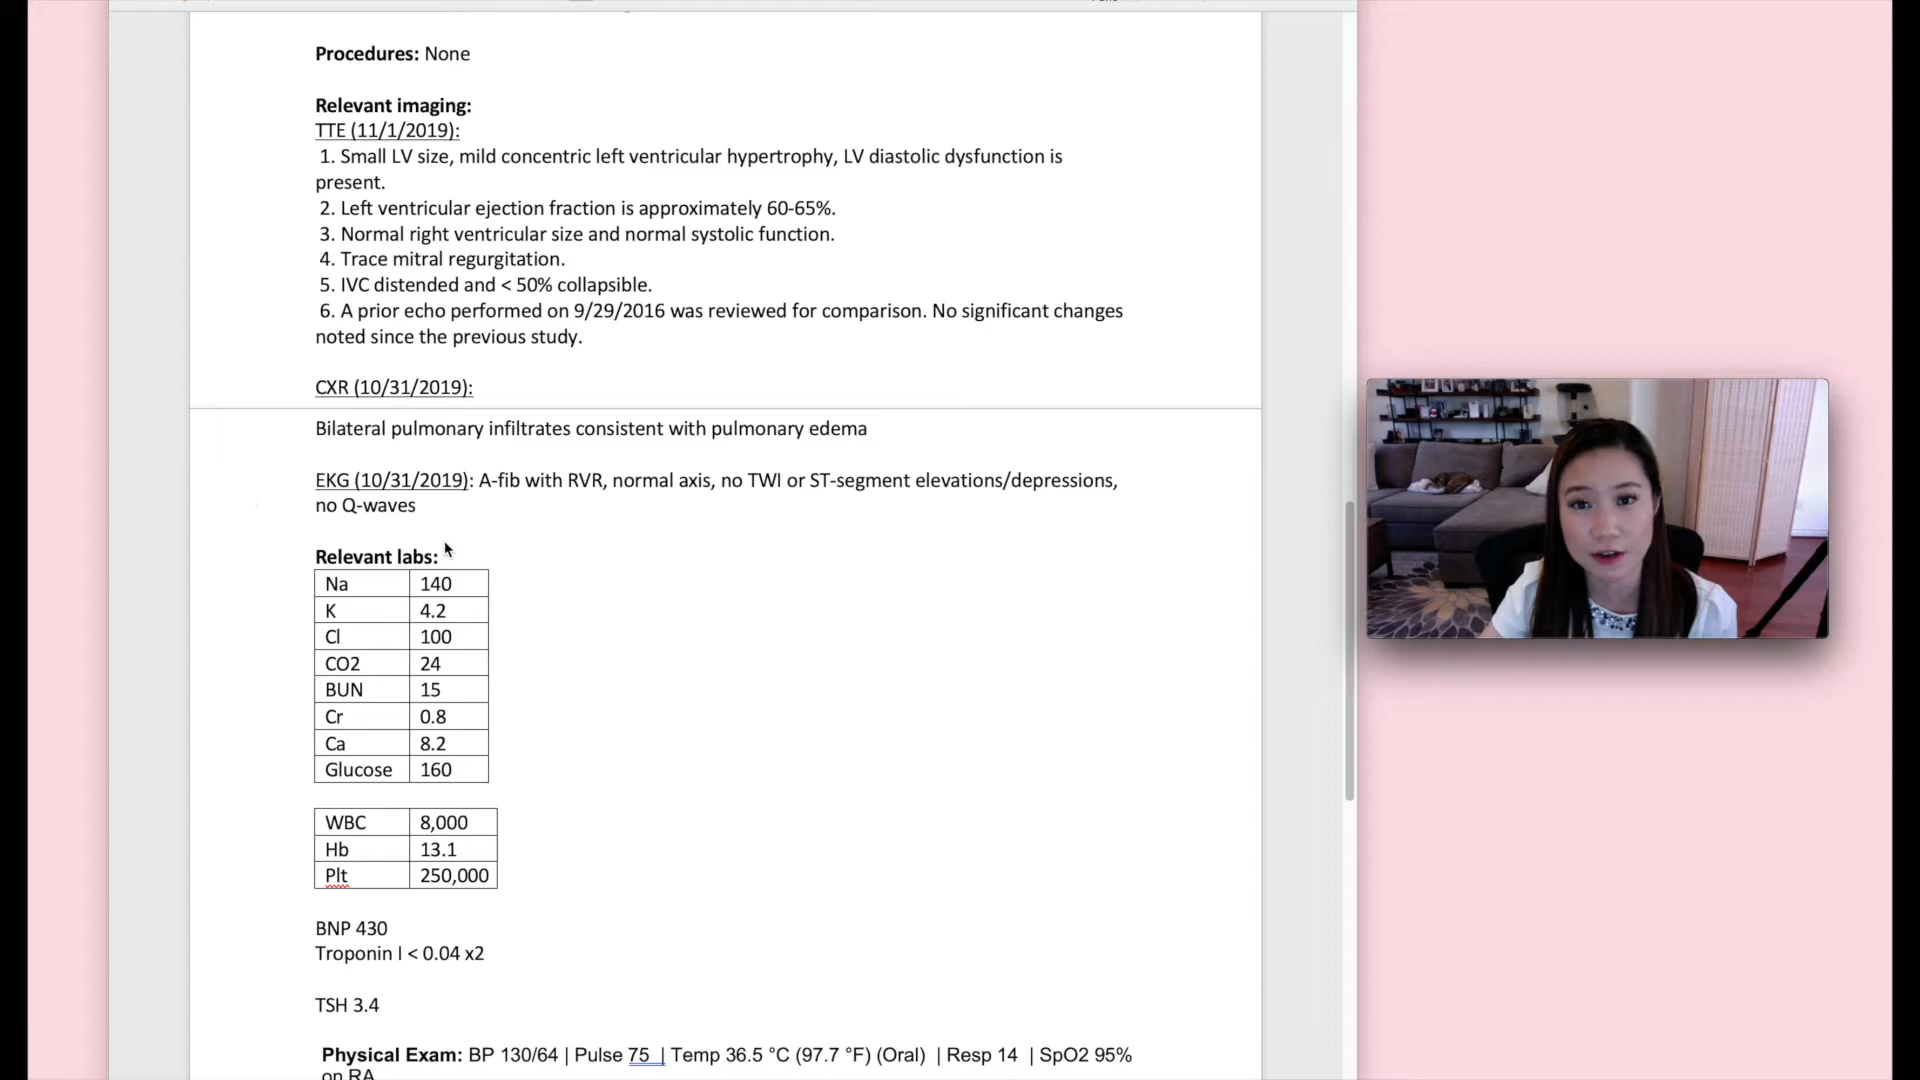 Procedures: None
Relevant imaging:
TTE (11/1/2019):
1. Small LV size, mild concentric left ventricular hypertrophy, LV diastolic dysfunction is
present.
2. Left ventricular ejection fraction is approximately 60-65%.
3. Normal right ventricular size and normal systolic function.
4. Trace mitral regurgitation.
5. IVC distended and < 50% collapsible.
6. A prior echo performed on 9/29/2016 was reviewed for comparison. No significant changes
noted since the previous study.
CXR (10/31/2019):
Bilateral pulmonary infiltrates consistent with pulmonary edema
EKG (10/31/2019): A-fib with RVR, normal axis, no TWI or ST-segment elevations/depressions,
no Q-waves
Relevant labs:
Na 140
K 4.2
Cl 100
CO2 24
BUN 15
Cr 0.8
Ca 8.2
Glucose 160
WBC 8,000
Hb 13.1
Plt 250,000
BNP 430
Troponin I < 0.04 x2
TSH 3.4
Physical Exam: BP 130/64 | Pulse 75 | Temp 36.5 °C (97.7 °F) (Oral) | Resp 14 | SpO2 95%
on RA